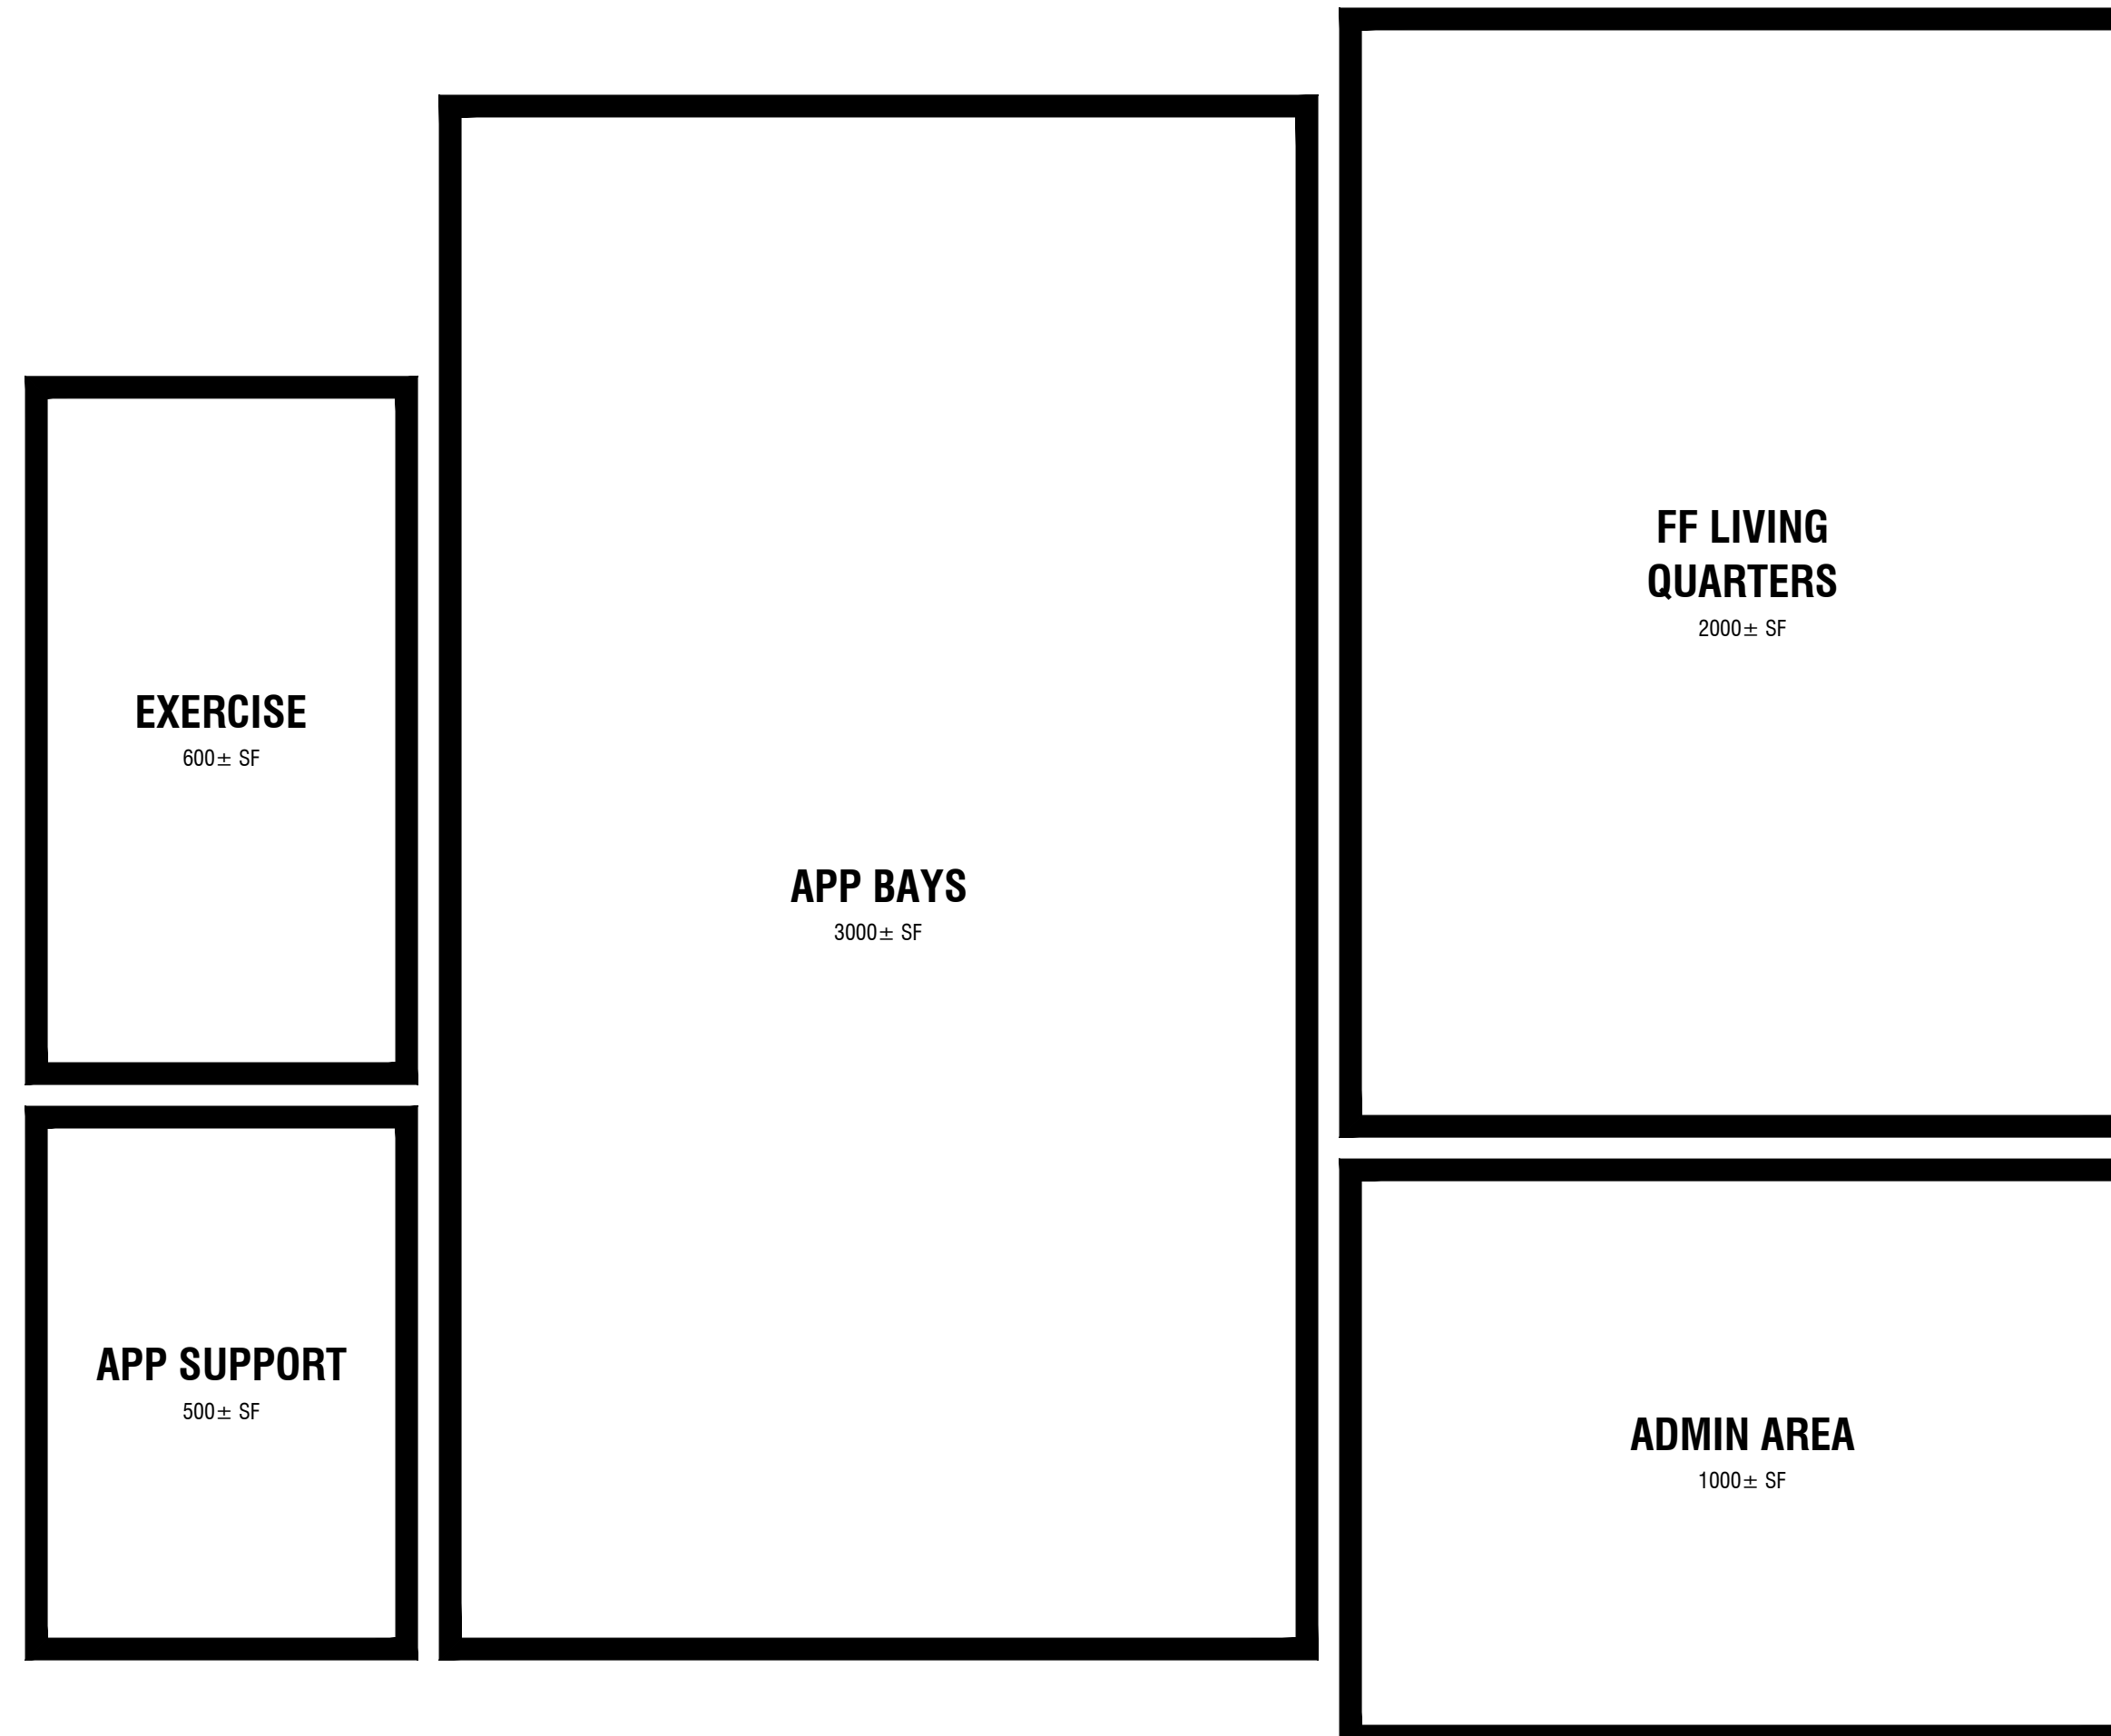 EXERCISE
600± SF
APP SUPPORT
500± SF
APP BAYS
3000± SF
FF LIVING
QUARTERS
2000± SF
ADMIN AREA
1000± SF